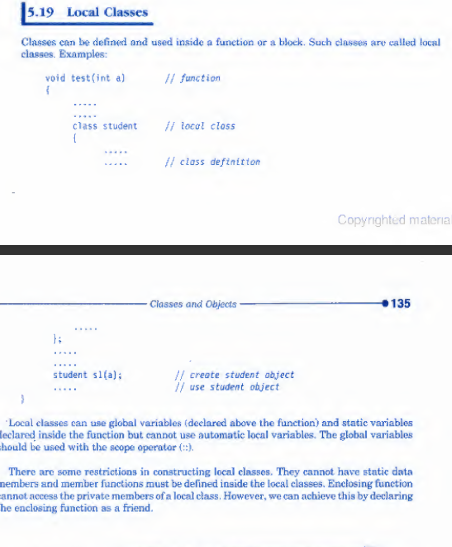 5.19 Local Classes
Classes can be defined and used inside a function or a block. Such classes are called local
classes. Examples:
void test(int a) // function
{
.....
.....
class student // local class
{
.....
..... // class definition
Copyrighted material
Classes and Objects 135
.....
};
.....
.....
student s1(a); // create student object
..... // use student object
}
Local classes can use global variables (declared above the function) and static variables
declared inside the function but cannot use automatic local variables. The global variables
should be used with the scope operator (::).
There are some restrictions in constructing local classes. They cannot have static data
members and member functions must be defined inside the local classes. Enclosing function
cannot access the private members of a local class. However, we can achieve this by declaring
the enclosing function as a friend.